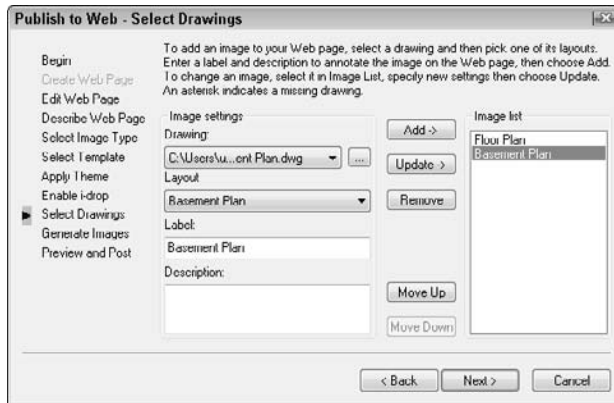 Publish to Web - Select Drawings
Begin
Create Web Page
Edit Web Page
Describe Web Page
Select Image Type
Select Template
Apply Theme
Enable i-drop
Select Drawings
Generate Images
Preview and Post
To add an image to your Web page, select a drawing and then pick one of its layouts.
Enter a label and description to annotate the image on the Web page, then choose Add.
To change an image, select it in Image List, specify new settings then choose Update.
An asterisk indicates a missing drawing.
Image settings
Drawing:
C:\Users\u...ent Plan.dwg
...
Layout
Basement Plan
Label:
Basement Plan
Description:
Add ->
Update ->
Remove
Move Up
Move Down
Image list
Floor Plan
Basement Plan
< Back
Next >
Cancel